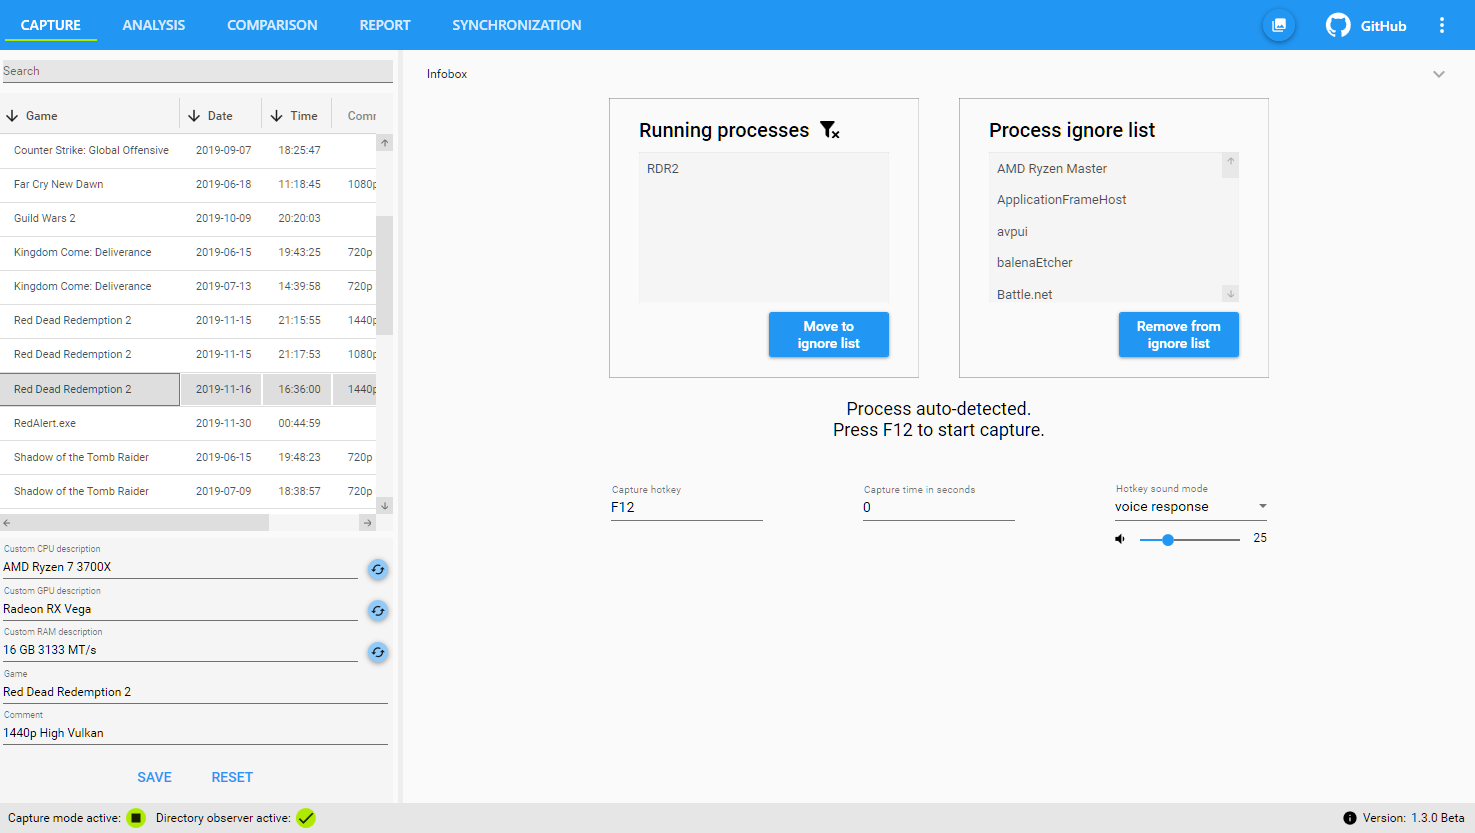 CAPTURE ANALYSIS COMPARISON REPORT SYNCHRONIZATION GitHub
Search
Game Date Time Comm
Counter Strike: Global Offensive 2019-09-07 18:25:47
Far Cry New Dawn 2019-06-18 11:18:45 1080p
Guild Wars 2 2019-10-09 20:20:03
Kingdom Come: Deliverance 2019-06-15 19:43:25 720p
Kingdom Come: Deliverance 2019-07-13 14:39:58 720p
Red Dead Redemption 2 2019-11-15 21:15:55 1440p
Red Dead Redemption 2 2019-11-15 21:17:53 1080p
Red Dead Redemption 2 2019-11-16 16:36:00 1440p
RedAlert.exe 2019-11-30 00:44:59
Shadow of the Tomb Raider 2019-06-15 19:48:23 720p
Shadow of the Tomb Raider 2019-07-09 18:38:57 720p
Custom CPU description
AMD Ryzen 7 3700X
Custom GPU description
Radeon RX Vega
Custom RAM description
16 GB 3133 MT/s
Game
Red Dead Redemption 2
Comment
1440p High Vulkan
SAVE RESET
Infobox
Running processes
RDR2
Move to
ignore list
Process ignore list
AMD Ryzen Master
ApplicationFrameHost
avpui
balenaEtcher
Battle.net
Remove from
ignore list
Process auto-detected.
Press F12 to start capture.
Capture hotkey
F12
Capture time in seconds
0
Hotkey sound mode
voice response
25
Capture mode active: Directory observer active: Version: 1.3.0 Beta